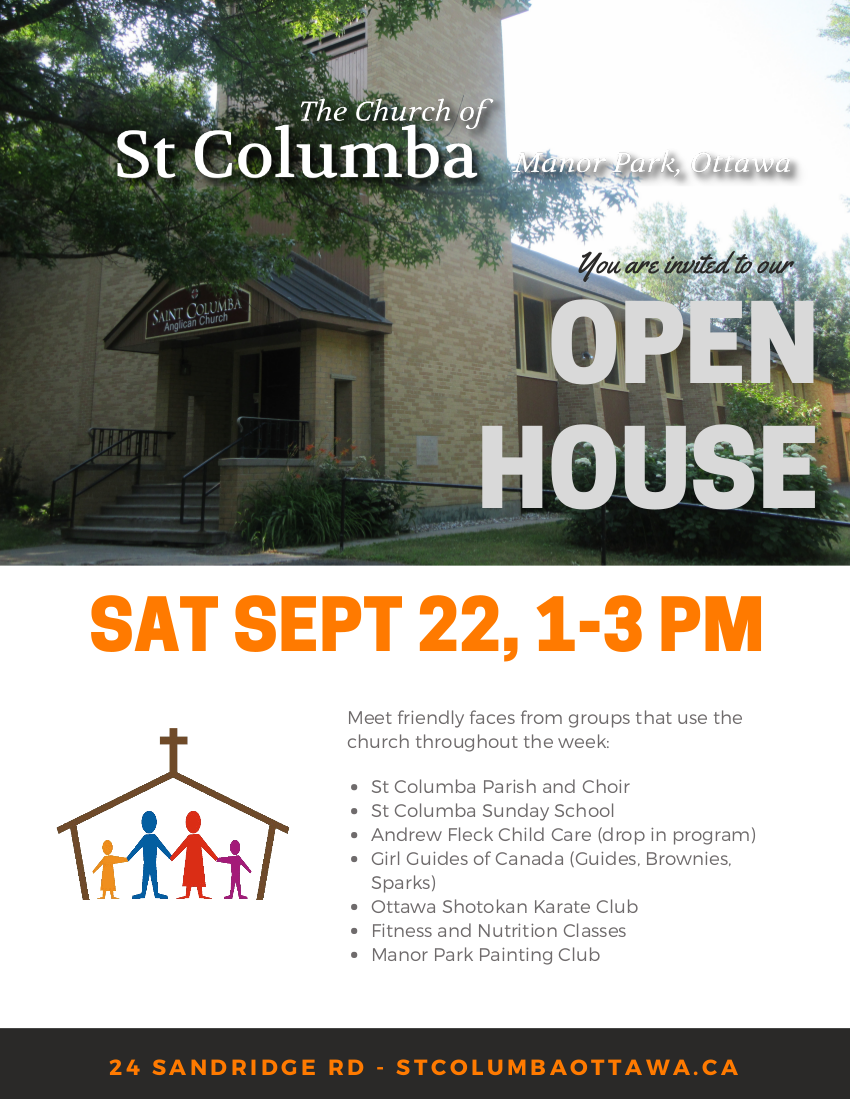 The Church of
St Columba
Manor Park, Ottawa
You are invited to our
SAINT COLUMBA
Anglican Church
OPEN
HOUSE
SAT SEPT 22, 1-3 PM
Meet friendly faces from groups that use the
church throughout the week:
• St Columba Parish and Choir
• St Columba Sunday School
• Andrew Fleck Child Care (drop in program)
• Girl Guides of Canada (Guides, Brownies,
Sparks)
• Ottawa Shotokan Karate Club
• Fitness and Nutrition Classes
• Manor Park Painting Club
24 SANDRIDGE RD - STCOLUMBAOTTAWA.CA